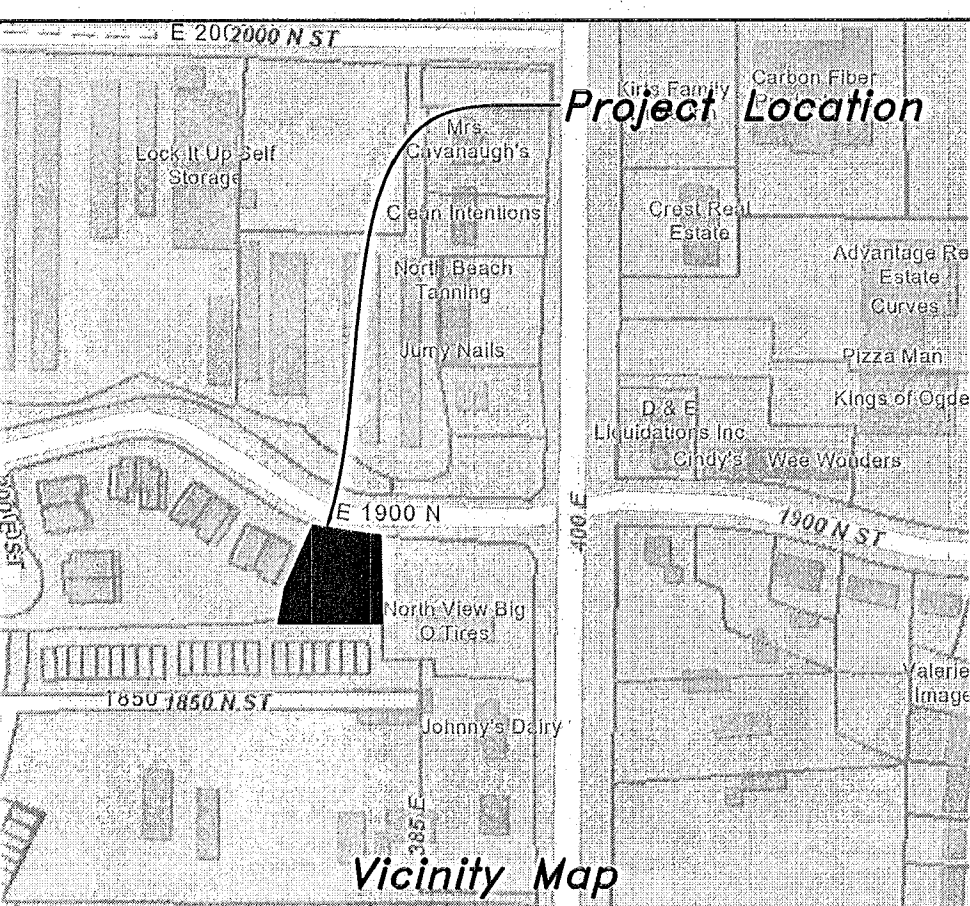 E 200 2000 N ST
Project Location
Kiris Family
Carbon Fiber
Mrs
Cavanaugh's
Lock It Up Self
Storage
Clean Intentions
Crest Real
Estate
North Beach
Tanning
Advantage Re
Estate
Curves
Jumy Nails
Pizza Man
D & E
Liquidations Inc
Kings of Ogde
Cindy's
Wee Wonders
E 1900 N
400 E
1900 N ST
North View Big
O Tires
1850 1850 N ST
Valerie
Image
Johnny's Dairy
385 E
Vicinity Map